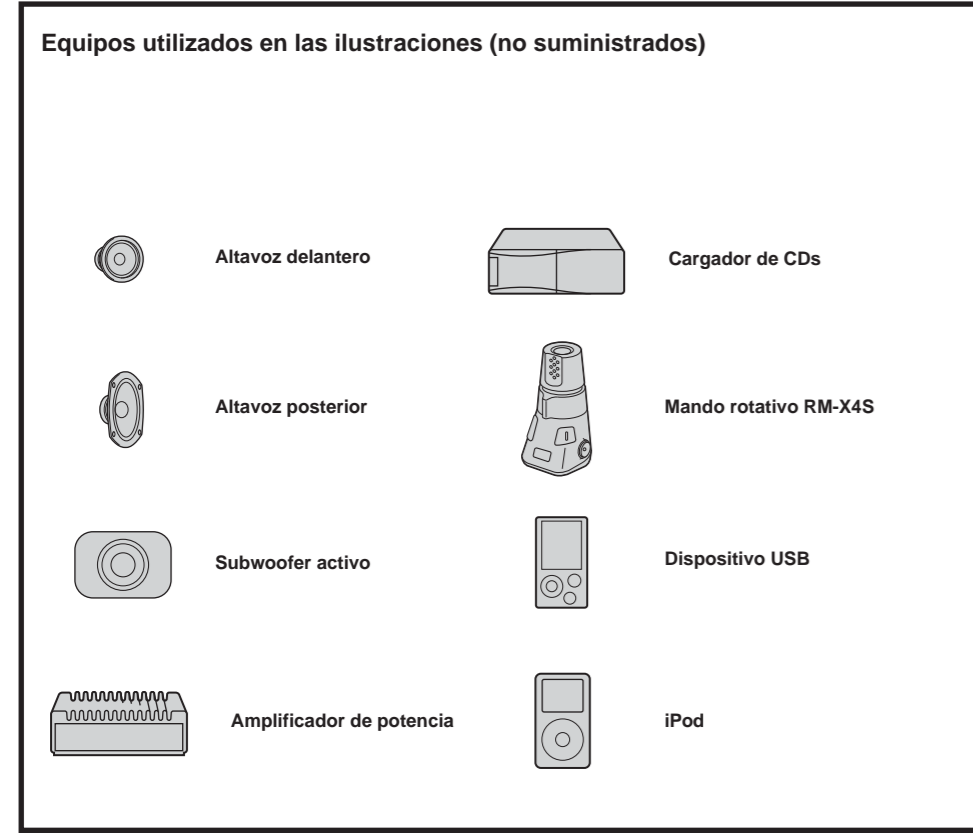 Equipos utilizados en las ilustraciones (no suministrados)
Altavoz delantero
Cargador de CDs
Altavoz posterior
Mando rotativo RM-X4S
Subwoofer activo
Dispositivo USB
Amplificador de potencia
iPod